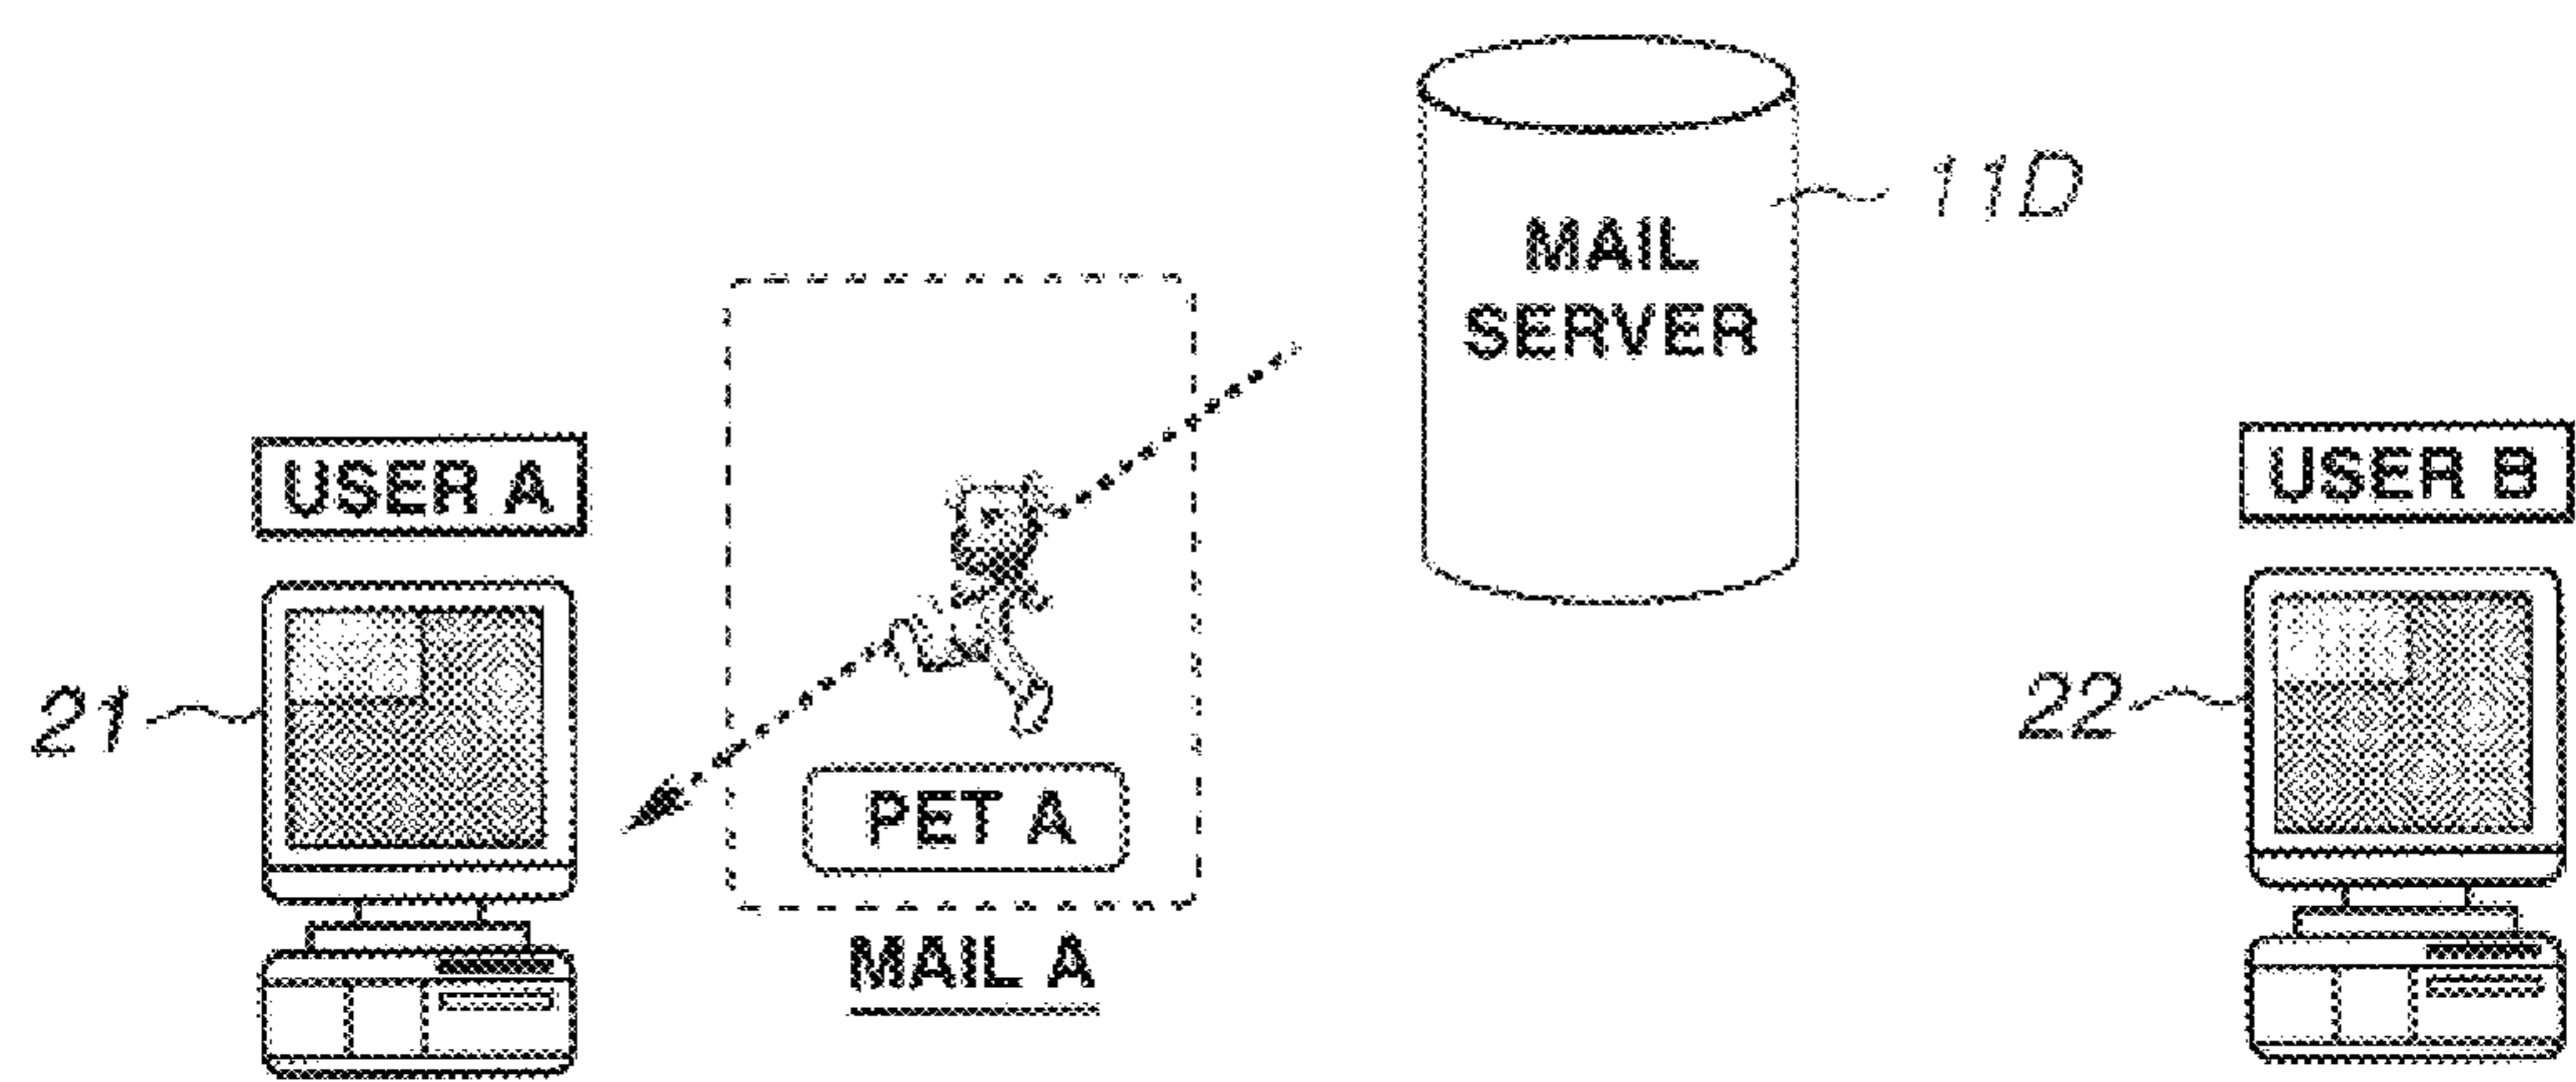 11D
MAIL
SERVER
USER A
USER B
21
22
PET A
MAIL A